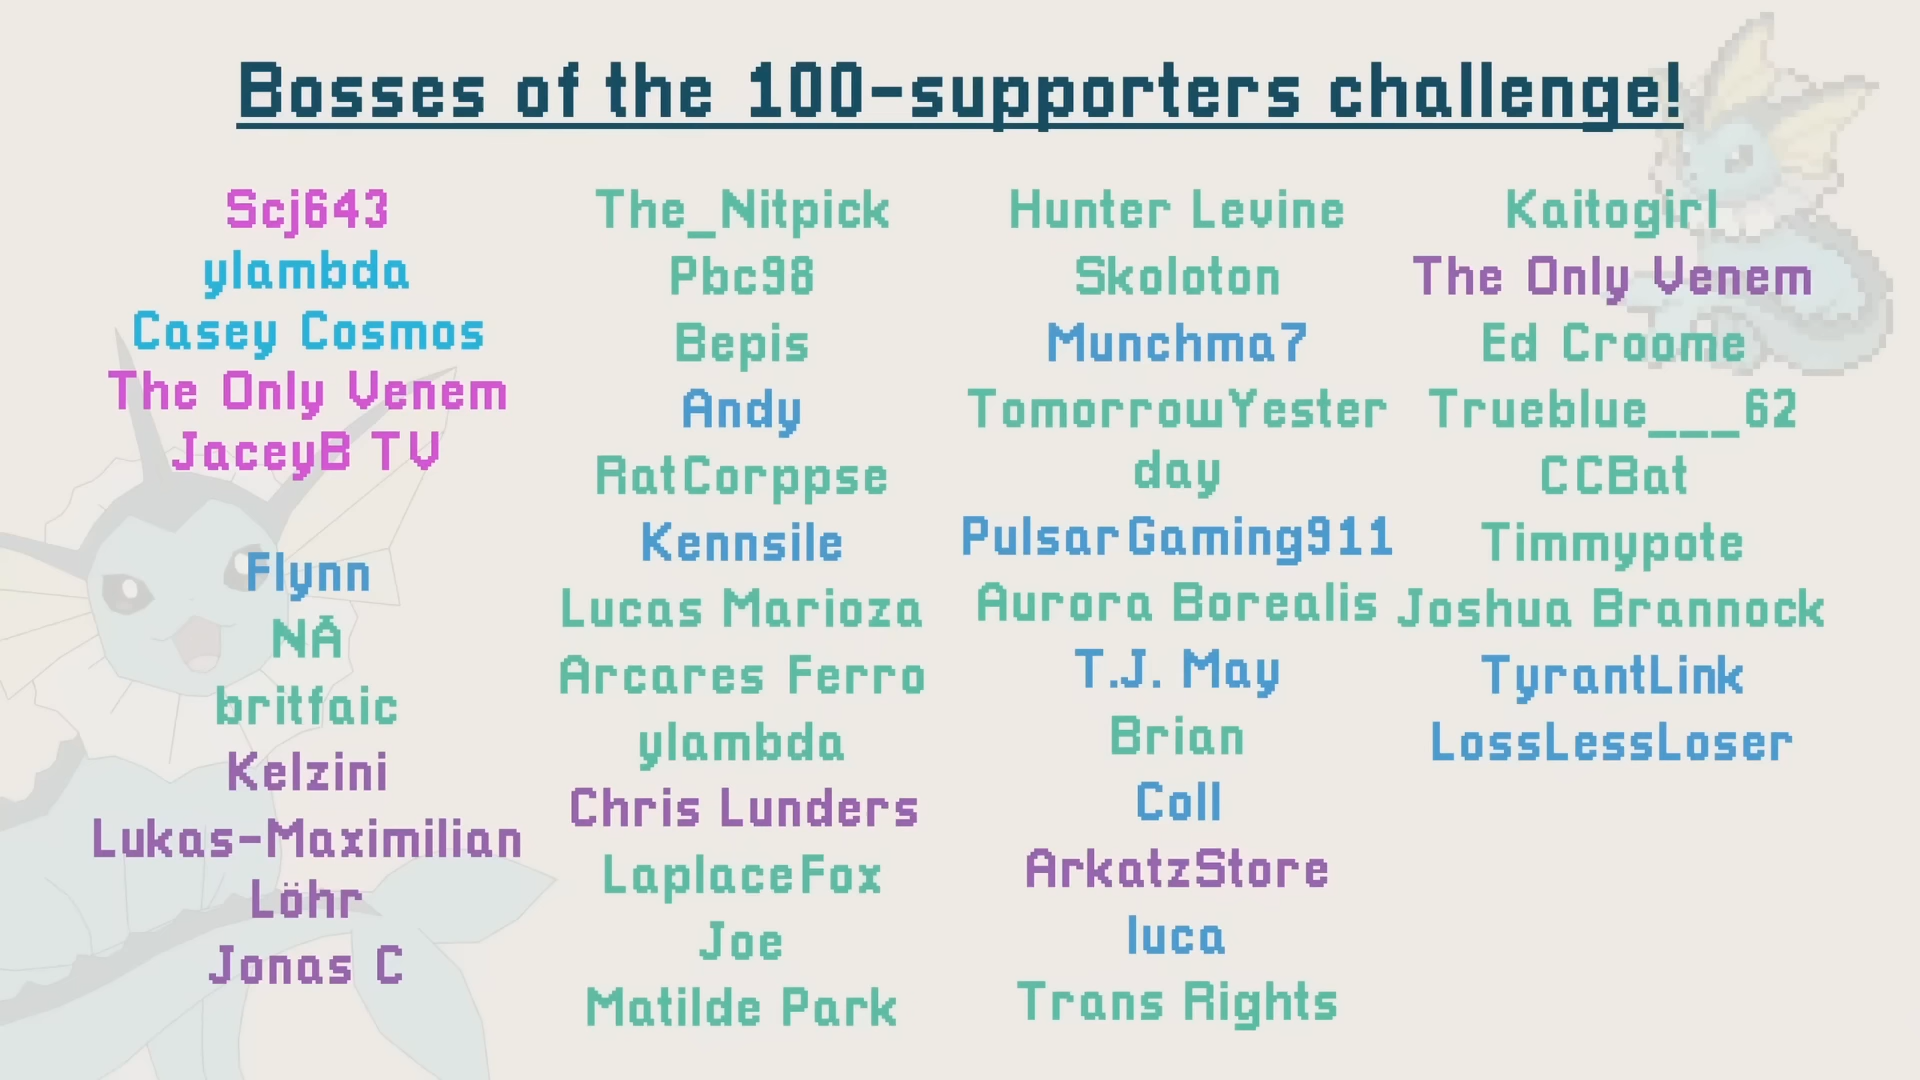 Bosses of the 100-supporters challenge!
Scj643
ylambda
Casey Cosmos
The Only Venem
JaceyB TV
Flynn
NÂ
britfaic
Kelzini
Lukas-Maximilian
Löhr
Jonas C
The_Nitpick
Pbc98
Bepis
Andy
RatCorppse
Kennsile
Lucas Marioza
Arcares Ferro
ylambda
Chris Lunders
LaplaceFox
Joe
Matilde Park
Hunter Levine
Skoloton
Munchma7
TomorrowYester
day
PulsarGaming911
Aurora Borealis
T.J. May
Brian
Coll
ArkatzStore
luca
Trans Rights
Kaitogirl
The Only Venem
Ed Croome
Trueblue___62
CCBat
Timmypote
Joshua Brannock
TyrantLink
LossLessLoser